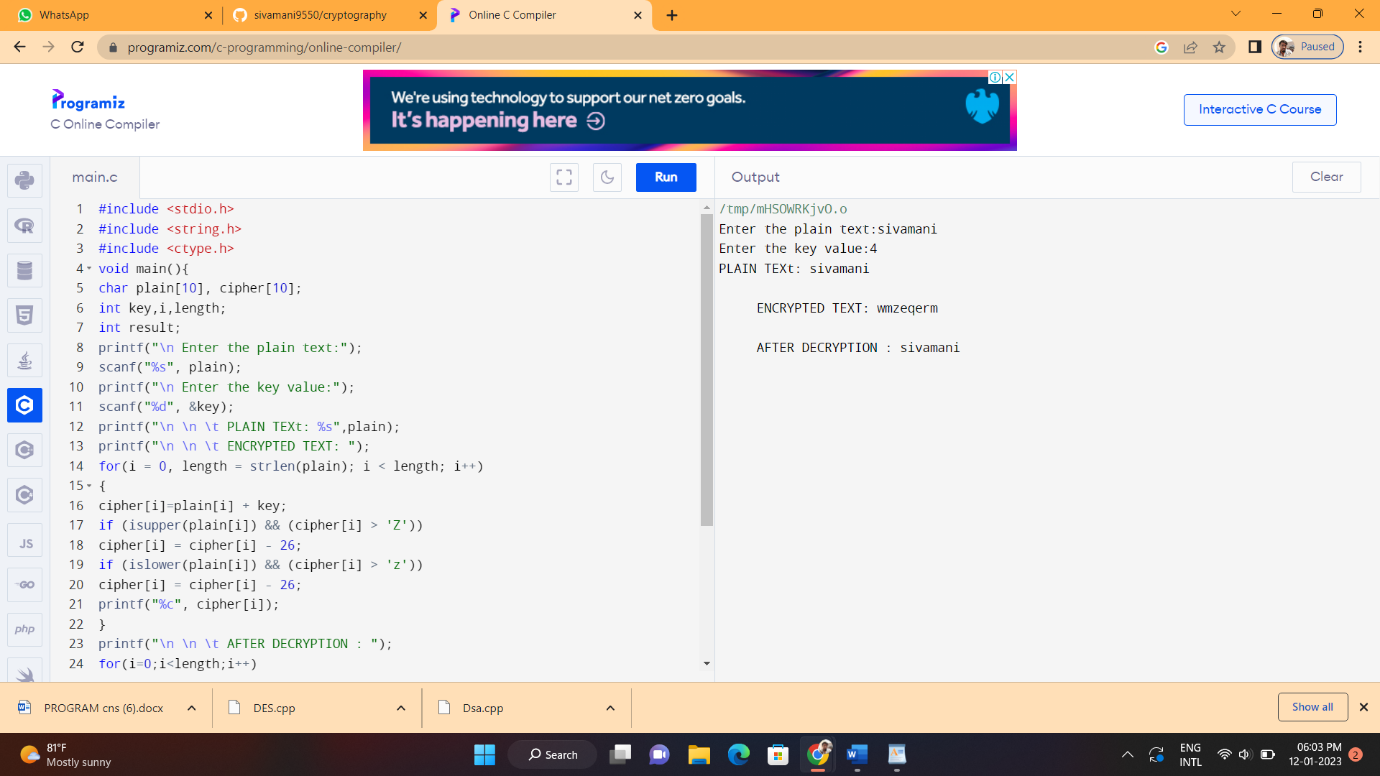 WhatsApp
sivamani9550/cryptography
Online C Compiler
programiz.com/c-programming/online-compiler/
Paused
Programiz
C Online Compiler
We're using technology to support our net zero goals.
It's happening here
Interactive C Course
main.c
Run
Output
Clear
1 #include <stdio.h>
2 #include <string.h>
3 #include <ctype.h>
4 void main(){
5 char plain[10], cipher[10];
6 int key,i,length;
7 int result;
8 printf("\n Enter the plain text:");
9 scanf("%s", plain);
10 printf("\n Enter the key value:");
11 scanf("%d", &key);
12 printf("\n \n \t PLAIN TEXt: %s",plain);
13 printf("\n \n \t ENCRYPTED TEXT: ");
14 for(i = 0, length = strlen(plain); i < length; i++)
15 {
16 cipher[i]=plain[i] + key;
17 if (isupper(plain[i]) && (cipher[i] > 'Z'))
18 cipher[i] = cipher[i] - 26;
19 if (islower(plain[i]) && (cipher[i] > 'z'))
20 cipher[i] = cipher[i] - 26;
21 printf("%c", cipher[i]);
22 }
23 printf("\n \n \t AFTER DECRYPTION : ");
24 for(i=0;i<length;i++)
/tmp/mHSOWRKjvO.o
Enter the plain text:sivamani
Enter the key value:4
PLAIN TEXt: sivamani
ENCRYPTED TEXT: wmzeqerm
AFTER DECRYPTION : sivamani
JS
GO
php
PROGRAM cns (6).docx
DES.cpp
Dsa.cpp
Show all
81°F
Mostly sunny
Search
ENG
INTL
06:03 PM
12-01-2023
2